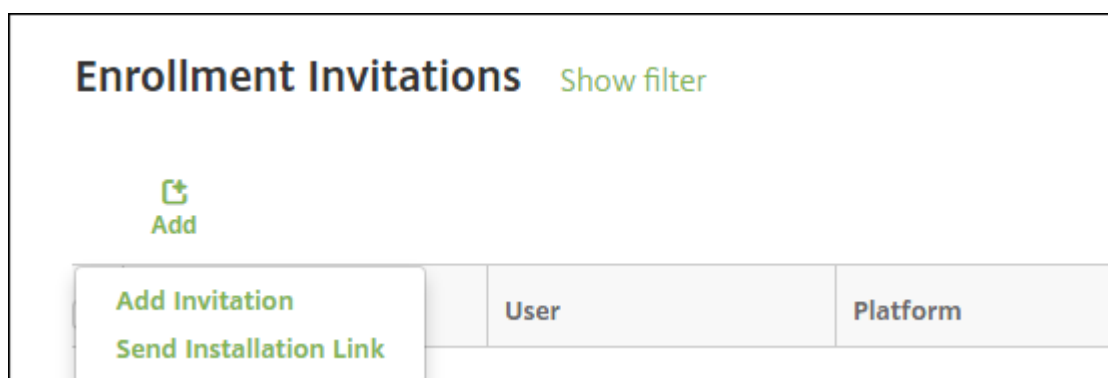 Enrollment Invitations Show filter
Add
Add Invitation
Send Installation Link
User
Platform